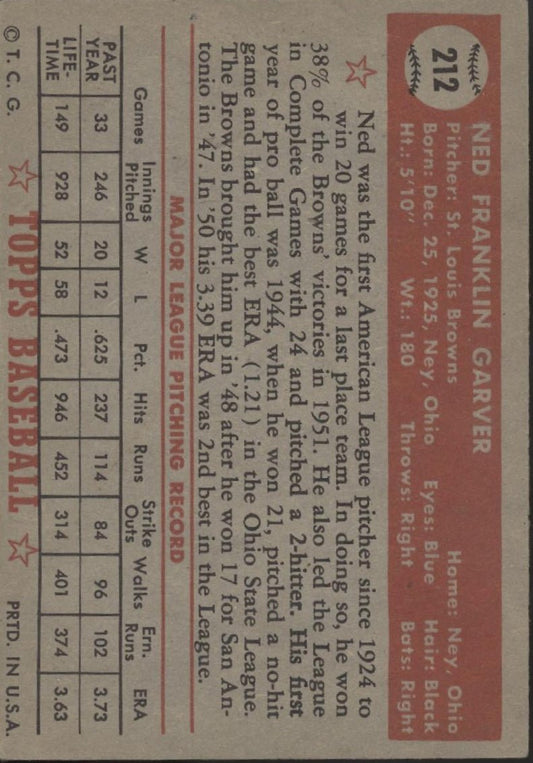 212
NED FRANKLIN GARVER
Pitcher: St. Louis Browns Home: Ney, Ohio
Born: Dec. 25, 1925, Ney, Ohio Eyes: Blue Hair: Black
Ht.: 5'10" Wt.: 180 Throws: Right Bats: Right
Ned was the first American League pitcher since 1924 to
win 20 games for a last place team. In doing so, he won
38% of the Browns' victories in 1951. He also led the League
in Complete Games with 24 and pitched a 2-hitter. His first
year of pro ball was 1944, when he won 21, pitched a no-hit
game and had the best ERA (1.21) in the Ohio State League.
The Browns brought him up in '48 after he won 17 for San An-
tonio in '47. In '50 his 3.39 ERA was 2nd best in the League.
MAJOR LEAGUE PITCHING RECORD
Games Innings Pitched W L Pct. Hits Runs Strike Outs Walks Ern. Runs ERA
PAST YEAR 33 246 20 12 .625 237 114 84 96 102 3.73
LIFE-TIME 149 928 52 58 .473 946 452 314 401 374 3.63
© T. C. G. TOPPS BASEBALL PRTD. IN U.S.A.